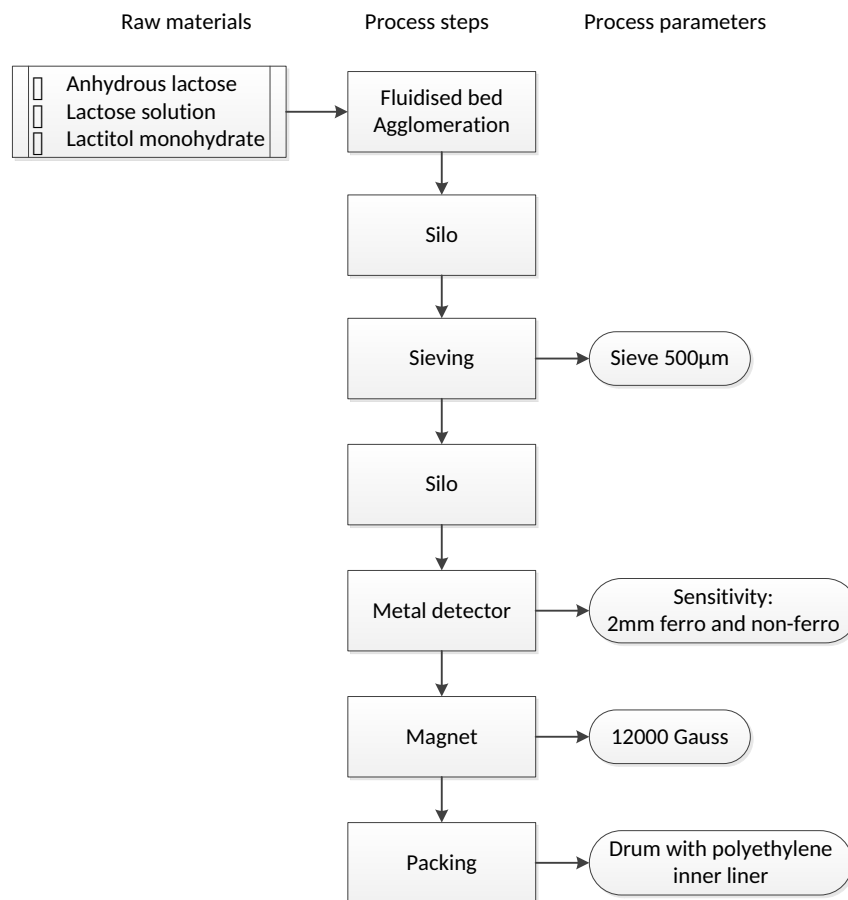 Raw materials
Process steps
Process parameters
Anhydrous lactose
Lactose solution
Lactitol monohydrate
Fluidised bed
Agglomeration
Silo
Sieving
Sieve 500µm
Silo
Metal detector
Sensitivity:
2mm ferro and non-ferro
Magnet
12000 Gauss
Packing
Drum with polyethylene
inner liner